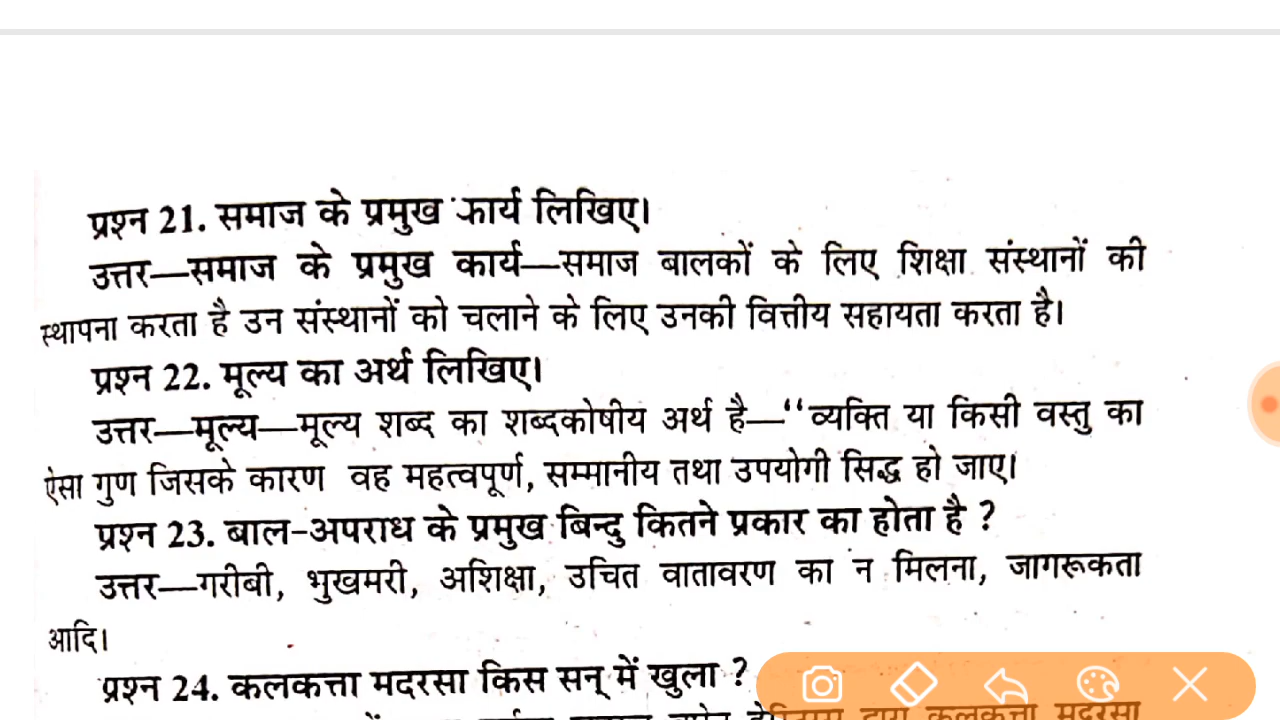 प्रश्न 21. समाज के प्रमुख कार्य लिखिए।
उत्तर—समाज के प्रमुख कार्य—समाज बालकों के लिए शिक्षा संस्थानों की
स्थापना करता है उन संस्थानों को चलाने के लिए उनकी वित्तीय सहायता करता है।
प्रश्न 22. मूल्य का अर्थ लिखिए।
उत्तर—मूल्य—मूल्य शब्द का शब्दकोषीय अर्थ है—“व्यक्ति या किसी वस्तु का
ऐसा गुण जिसके कारण वह महत्वपूर्ण, सम्मानीय तथा उपयोगी सिद्ध हो जाए।
प्रश्न 23. बाल-अपराध के प्रमुख बिन्दु कितने प्रकार का होता है ?
उत्तर—गरीबी, भुखमरी, अशिक्षा, उचित वातावरण का न मिलना, जागरूकता
आदि।
प्रश्न 24. कलकत्ता मदरसा किस सन् में खुला ?
द्वारा कलकत्ता मदरसा